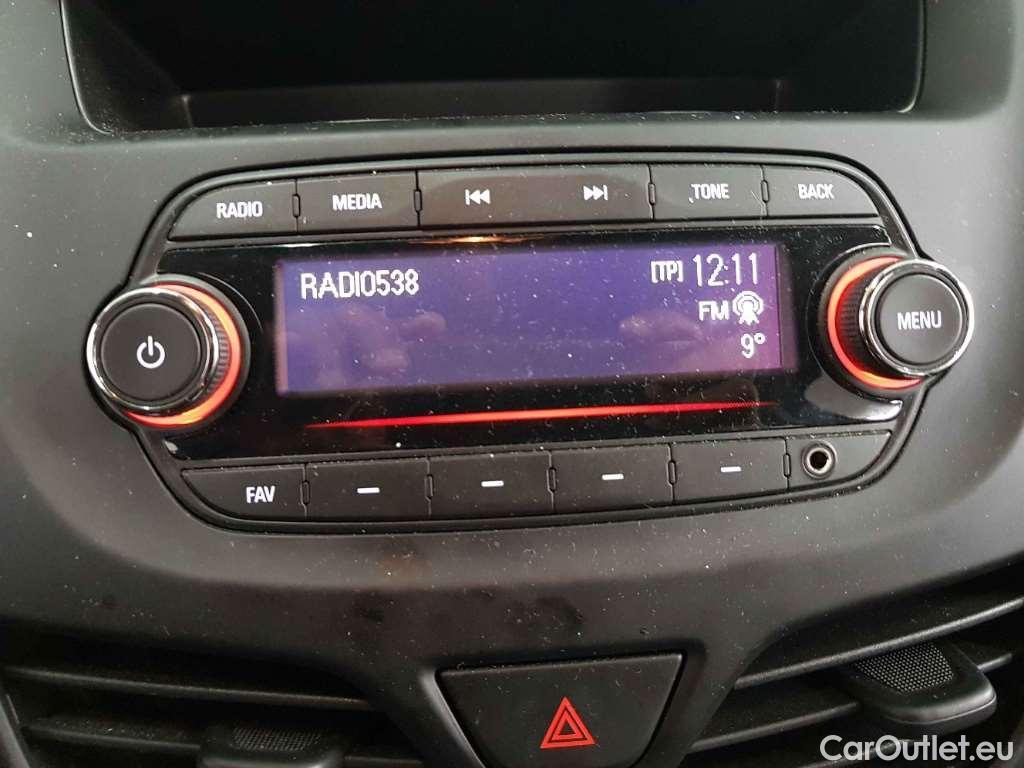 RADIO MEDIA TONE BACK
RADIO538 [TP] 12:11
FM
9°
MENU
FAV
CarOutlet.eu